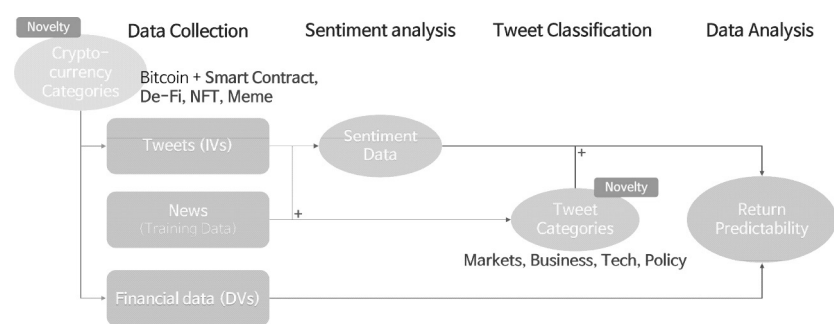 Novelty
Data Collection
Sentiment analysis
Tweet Classification
Data Analysis
Crypto-
currency
Categories
Bitcoin + Smart Contract,
De-Fi, NFT, Meme
Tweets (IVs)
Sentiment
Data
+
News
(Training Data)
+
Novelty
Tweet
Categories
Return
Predictability
Markets, Business, Tech, Policy
Financial data (DVs)